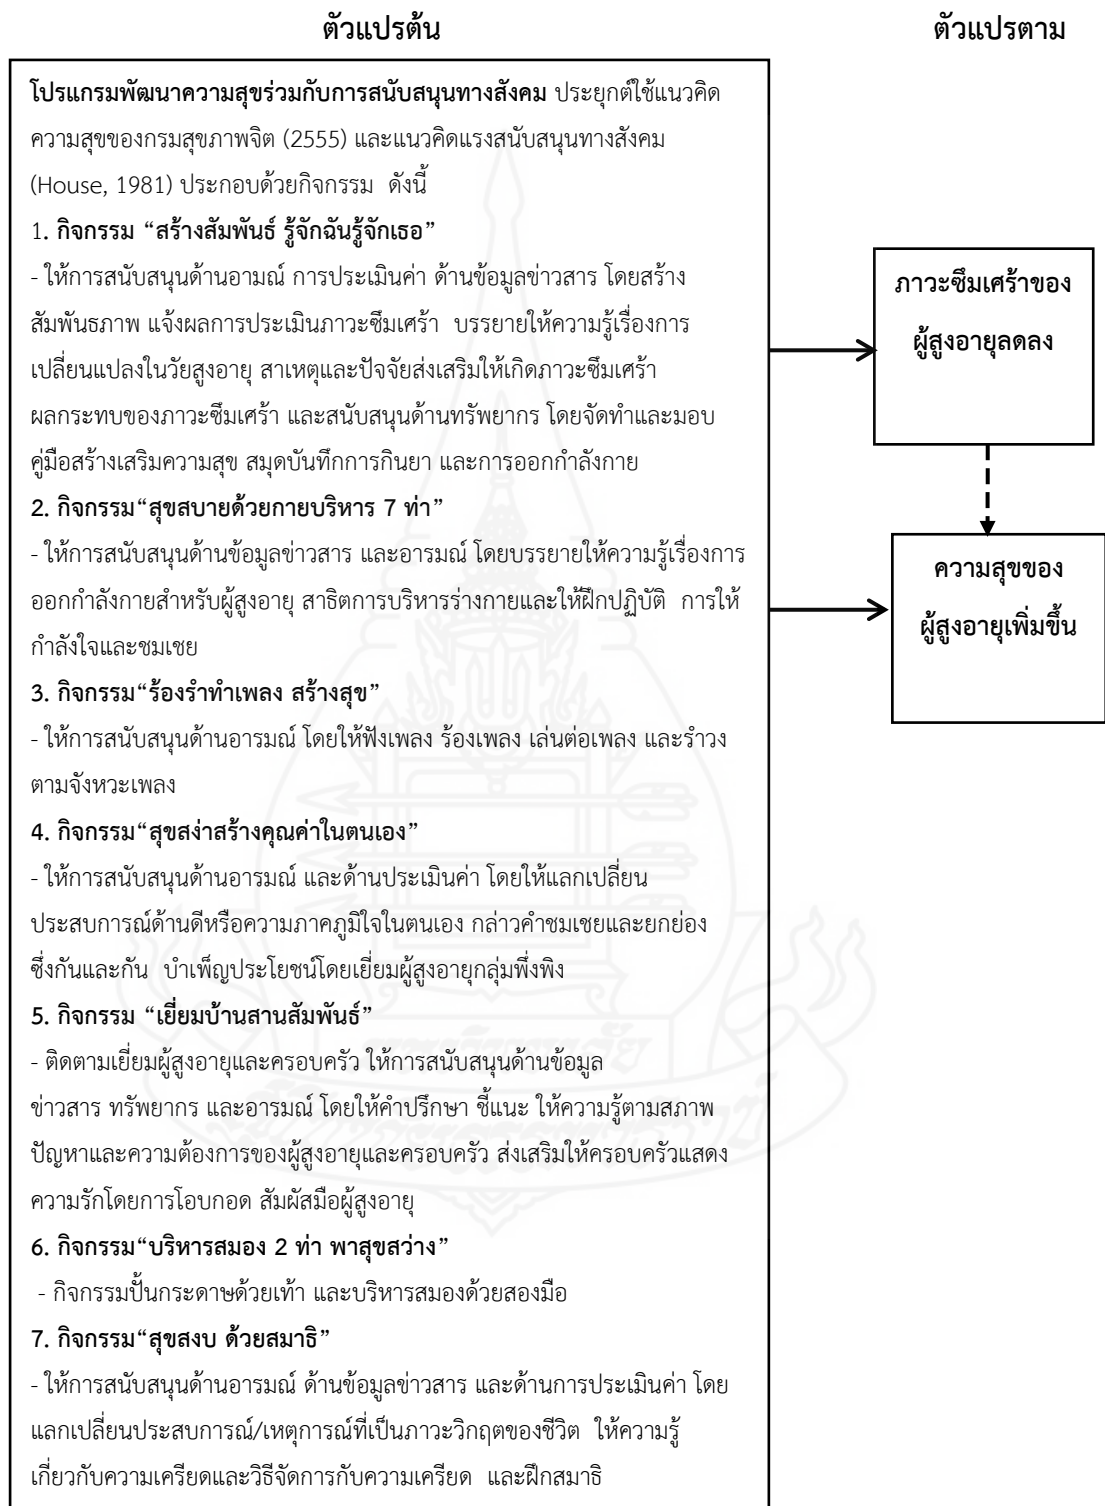 ตัวแปรต้น
ตัวแปรตาม
โปรแกรมพัฒนาความสุขร่วมกับการสนับสนุนทางสังคม ประยุกต์ใช้แนวคิด
ความสุขของกรมสุขภาพจิต (2555) และแนวคิดแรงสนับสนุนทางสังคม
(House, 1981) ประกอบด้วยกิจกรรม ดังนี้
1. กิจกรรม “สร้างสัมพันธ์ รู้จักฉันรู้จักเธอ”
- ให้การสนับสนุนด้านอามณ์ การประเมินค่า ด้านข้อมูลข่าวสาร โดยสร้าง
สัมพันธภาพ แจ้งผลการประเมินภาวะซึมเศร้า บรรยายให้ความรู้เรื่องการ
เปลี่ยนแปลงในวัยสูงอายุ สาเหตุและปัจจัยส่งเสริมให้เกิดภาวะซึมเศร้า
ผลกระทบของภาวะซึมเศร้า และสนับสนุนด้านทรัพยากร โดยจัดทำและมอบ
คู่มือสร้างเสริมความสุข สมุดบันทึกการกินยา และการออกกำลังกาย
2. กิจกรรม“สุขสบายด้วยกายบริหาร 7 ท่า”
- ให้การสนับสนุนด้านข้อมูลข่าวสาร และอารมณ์ โดยบรรยายให้ความรู้เรื่องการ
ออกกำลังกายสำหรับผู้สูงอายุ สาธิตการบริหารร่างกายและให้ฝึกปฏิบัติ การให้
กำลังใจและชมเชย
3. กิจกรรม“ร้องรำทำเพลง สร้างสุข”
- ให้การสนับสนุนด้านอารมณ์ โดยให้ฟังเพลง ร้องเพลง เล่นต่อเพลง และรำวง
ตามจังหวะเพลง
4. กิจกรรม“สุขสง่าสร้างคุณค่าในตนเอง”
- ให้การสนับสนุนด้านอารมณ์ และด้านประเมินค่า โดยให้แลกเปลี่ยน
ประสบการณ์ด้านดีหรือความภาคภูมิใจในตนเอง กล่าวคำชมเชยและยกย่อง
ซึ่งกันและกัน บำเพ็ญประโยชน์โดยเยี่ยมผู้สูงอายุกลุ่มพึ่งพิง
5. กิจกรรม “เยี่ยมบ้านสานสัมพันธ์”
- ติดตามเยี่ยมผู้สูงอายุและครอบครัว ให้การสนับสนุนด้านข้อมูล
ข่าวสาร ทรัพยากร และอารมณ์ โดยให้คำปรึกษา ชี้แนะ ให้ความรู้ตามสภาพ
ปัญหาและความต้องการของผู้สูงอายุและครอบครัว ส่งเสริมให้ครอบครัวแสดง
ความรักโดยการโอบกอด สัมผัสมือผู้สูงอายุ
6. กิจกรรม“บริหารสมอง 2 ท่า พาสุขสว่าง”
- กิจกรรมปั้นกระดาษด้วยเท้า และบริหารสมองด้วยสองมือ
7. กิจกรรม“สุขสงบ ด้วยสมาธิ”
- ให้การสนับสนุนด้านอารมณ์ ด้านข้อมูลข่าวสาร และด้านการประเมินค่า โดย
แลกเปลี่ยนประสบการณ์/เหตุการณ์ที่เป็นภาวะวิกฤตของชีวิต ให้ความรู้
เกี่ยวกับความเครียดและวิธีจัดการกับความเครียด และฝึกสมาธิ
ภาวะซึมเศร้าของ
ผู้สูงอายุลดลง
ความสุขของ
ผู้สูงอายุเพิ่มขึ้น